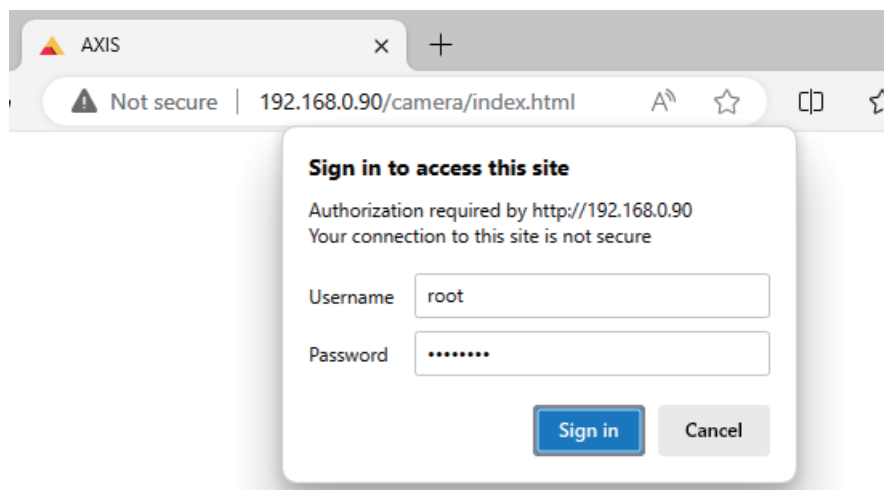 AXIS
Not secure 192.168.0.90/camera/index.html A
Sign in to access this site
Authorization required by http://192.168.0.90
Your connection to this site is not secure
Username root
Password ••••••••
Sign in Cancel